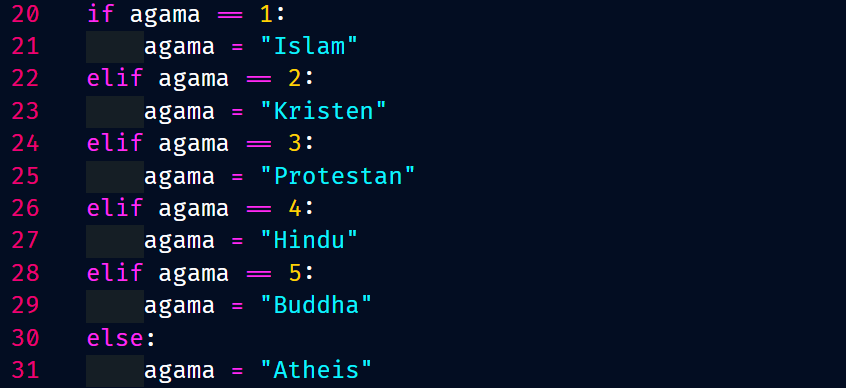 20 if agama == 1:
21     agama = "Islam"
22 elif agama == 2:
23     agama = "Kristen"
24 elif agama == 3:
25     agama = "Protestan"
26 elif agama == 4:
27     agama = "Hindu"
28 elif agama == 5:
29     agama = "Buddha"
30 else:
31     agama = "Atheis"